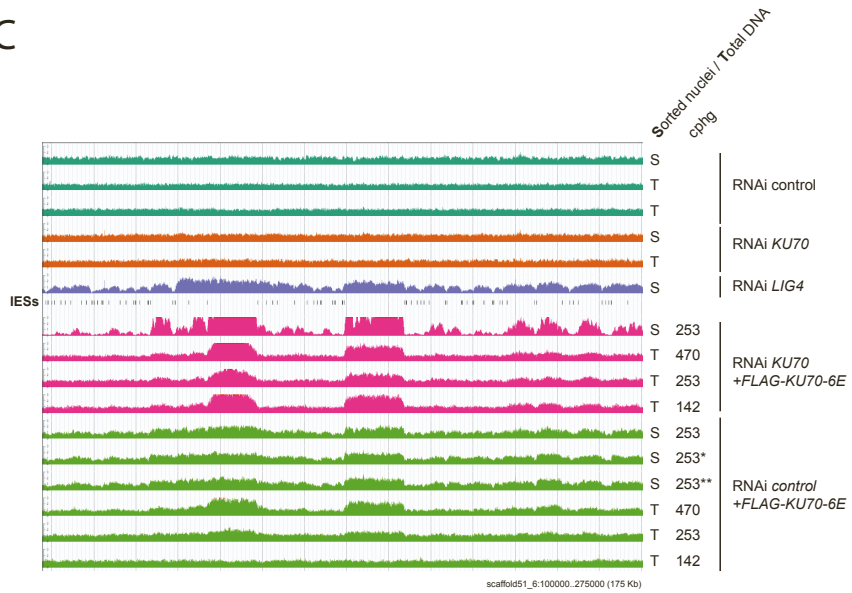 C
Sorted nuclei / Total DNA
cphg
S
T
RNAi control
T
S
RNAi KU70
T
S RNAi LIG4
IESs
S 253
T 470
RNAi KU70
+FLAG-KU70-6E
T 253
T 142
S 253
S 253*
S 253**
RNAi control
+FLAG-KU70-6E
T 470
T 253
T 142
scaffold51_6:100000..275000 (175 Kb)